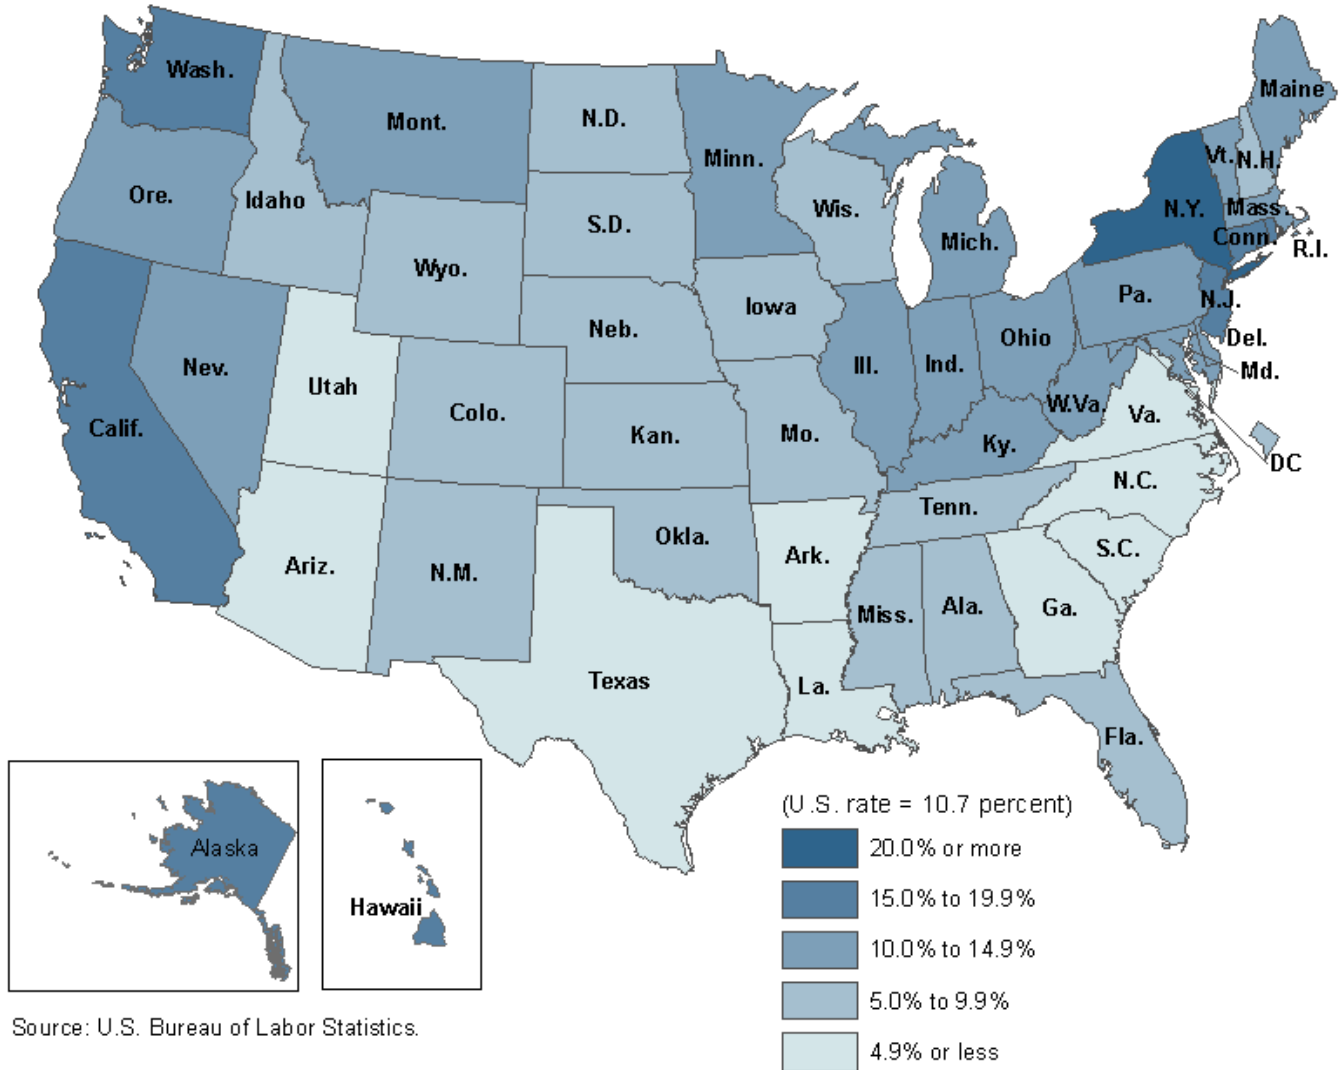 Wash.
Mont.
N.D.
Minn.
Maine
Vt.
N.H.
Ore.
Idaho
S.D.
Wis.
Mich.
N.Y.
Mass.
Conn.
R.I.
Wyo.
Iowa
Pa.
N.J.
Neb.
Ohio
Del.
Nev.
Utah
Ill.
Ind.
Md.
Colo.
Kan.
Mo.
W.Va.
Va.
Calif.
Ky.
DC
N.C.
Tenn.
Okla.
Ark.
S.C.
Ariz.
N.M.
Miss.
Ala.
Ga.
Texas
La.
Fla.
Alaska
Hawaii
(U.S. rate = 10.7 percent)
20.0% or more
15.0% to 19.9%
10.0% to 14.9%
5.0% to 9.9%
4.9% or less
Source: U.S. Bureau of Labor Statistics.